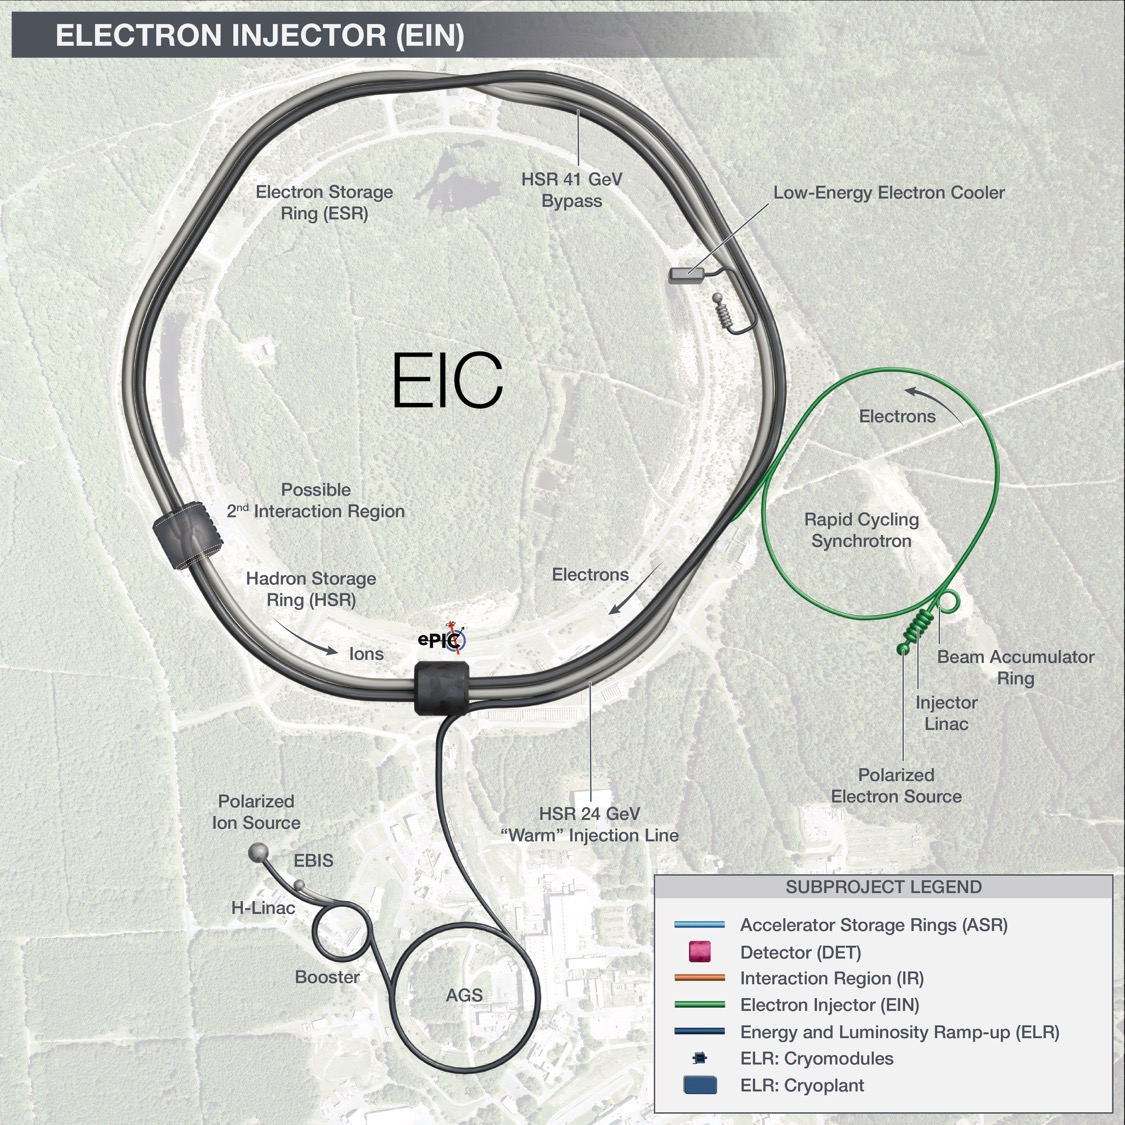 ELECTRON INJECTOR (EIN)
Electron Storage
Ring (ESR)
HSR 41 GeV
Bypass
Low-Energy Electron Cooler
EIC
Electrons
Rapid Cycling
Synchrotron
Possible
2nd Interaction Region
Hadron Storage
Ring (HSR)
Ions
Electrons
ePIC
Beam Accumulator
Ring
Injector
Linac
Polarized
Electron Source
HSR 24 GeV
“Warm” Injection Line
Polarized
Ion Source
EBIS
H-Linac
Booster
AGS
SUBPROJECT LEGEND
Accelerator Storage Rings (ASR)
Detector (DET)
Interaction Region (IR)
Electron Injector (EIN)
Energy and Luminosity Ramp-up (ELR)
ELR: Cryomodules
ELR: Cryoplant